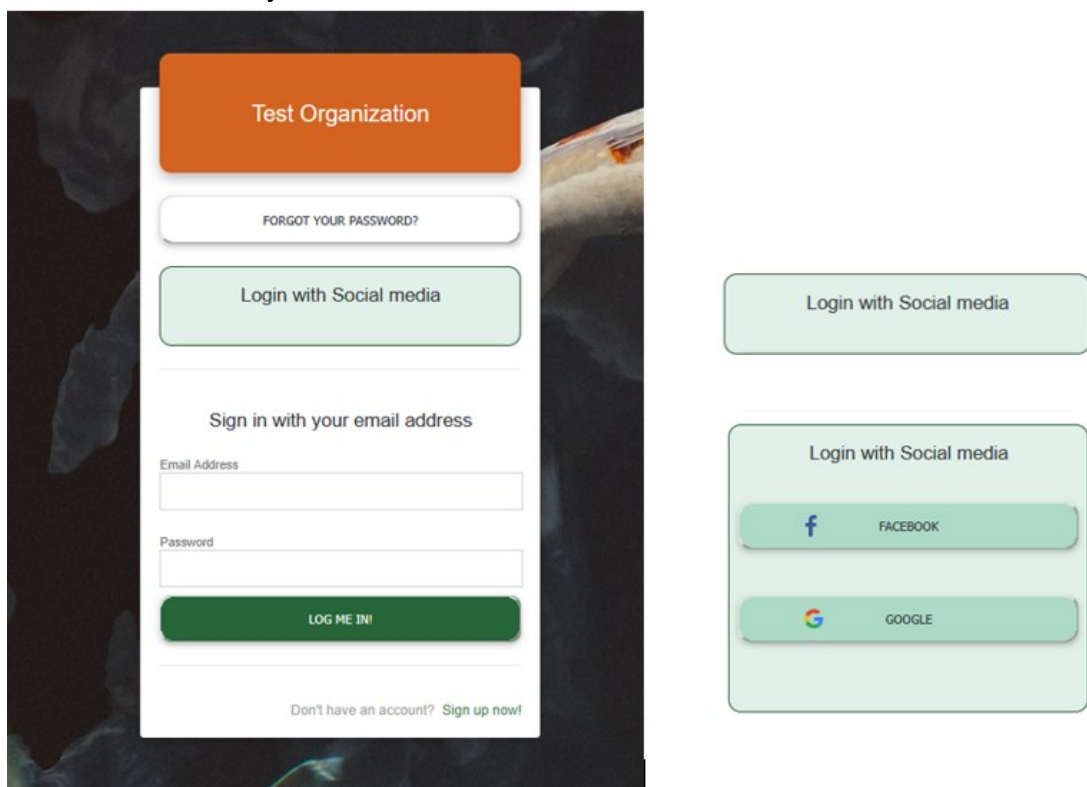 Test Organization
FORGOT YOUR PASSWORD?
Login with Social media
Sign in with your email address
Email Address
Password
LOG ME IN!
Don't have an account? Sign up now!
Login with Social media
Login with Social media
FACEBOOK
GOOGLE